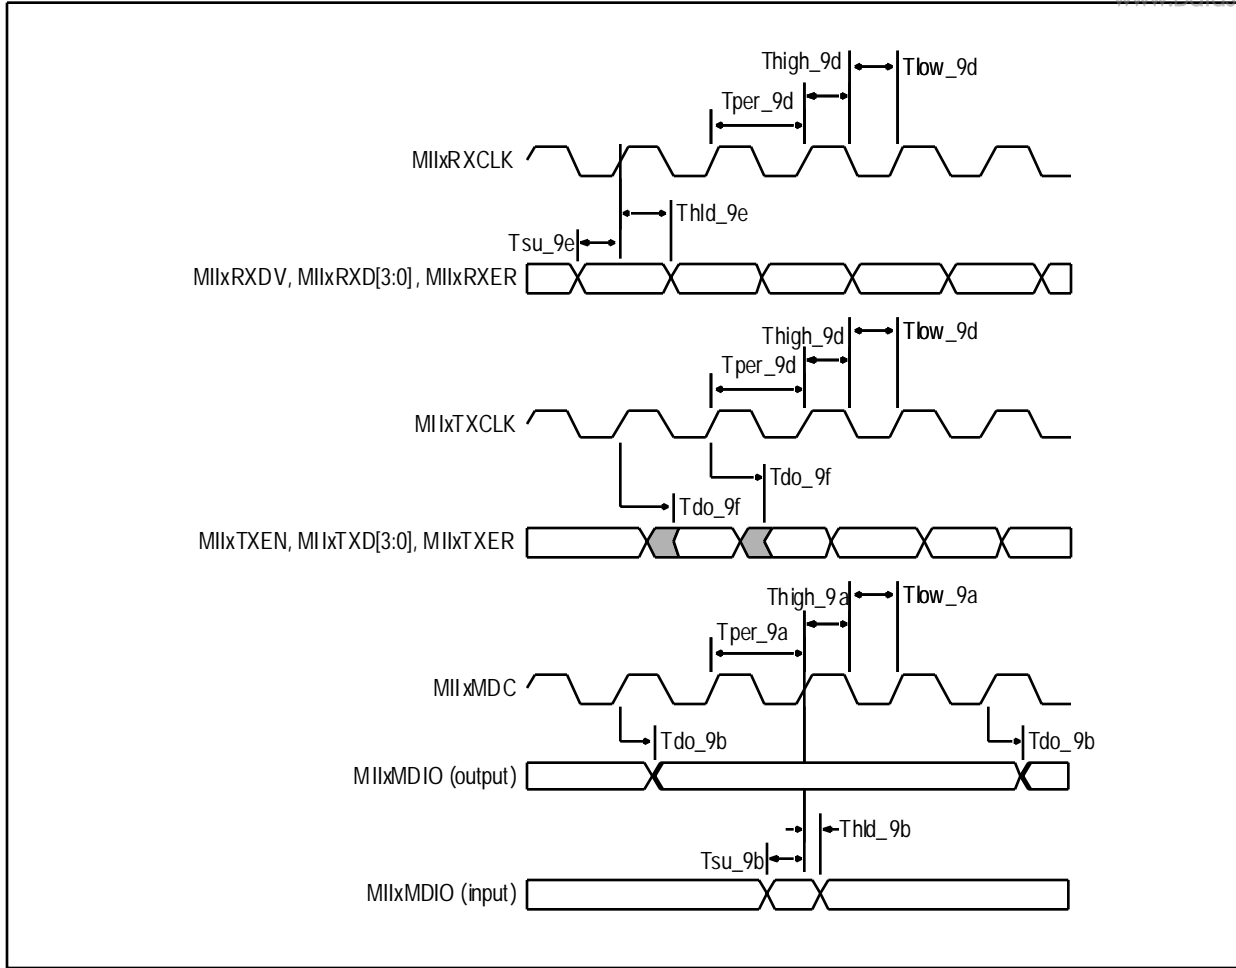 Thigh_9d
Tlow_9d
Tper_9d
MIIxRXCLK
Thld_9e
Tsu_9e
MIIxRXDV, MIIxRXD[3:0], MIIxRXER
Thigh_9d
Tlow_9d
Tper_9d
MIIxTXCLK
Tdo_9f
Tdo_9f
MIIxTXEN, MIIxTXD[3:0], MIIxTXER
Thigh_9a
Tlow_9a
Tper_9a
MIIxMDC
Tdo_9b
Tdo_9b
MIIxMDIO (output)
Thld_9b
Tsu_9b
MIIxMDIO (input)